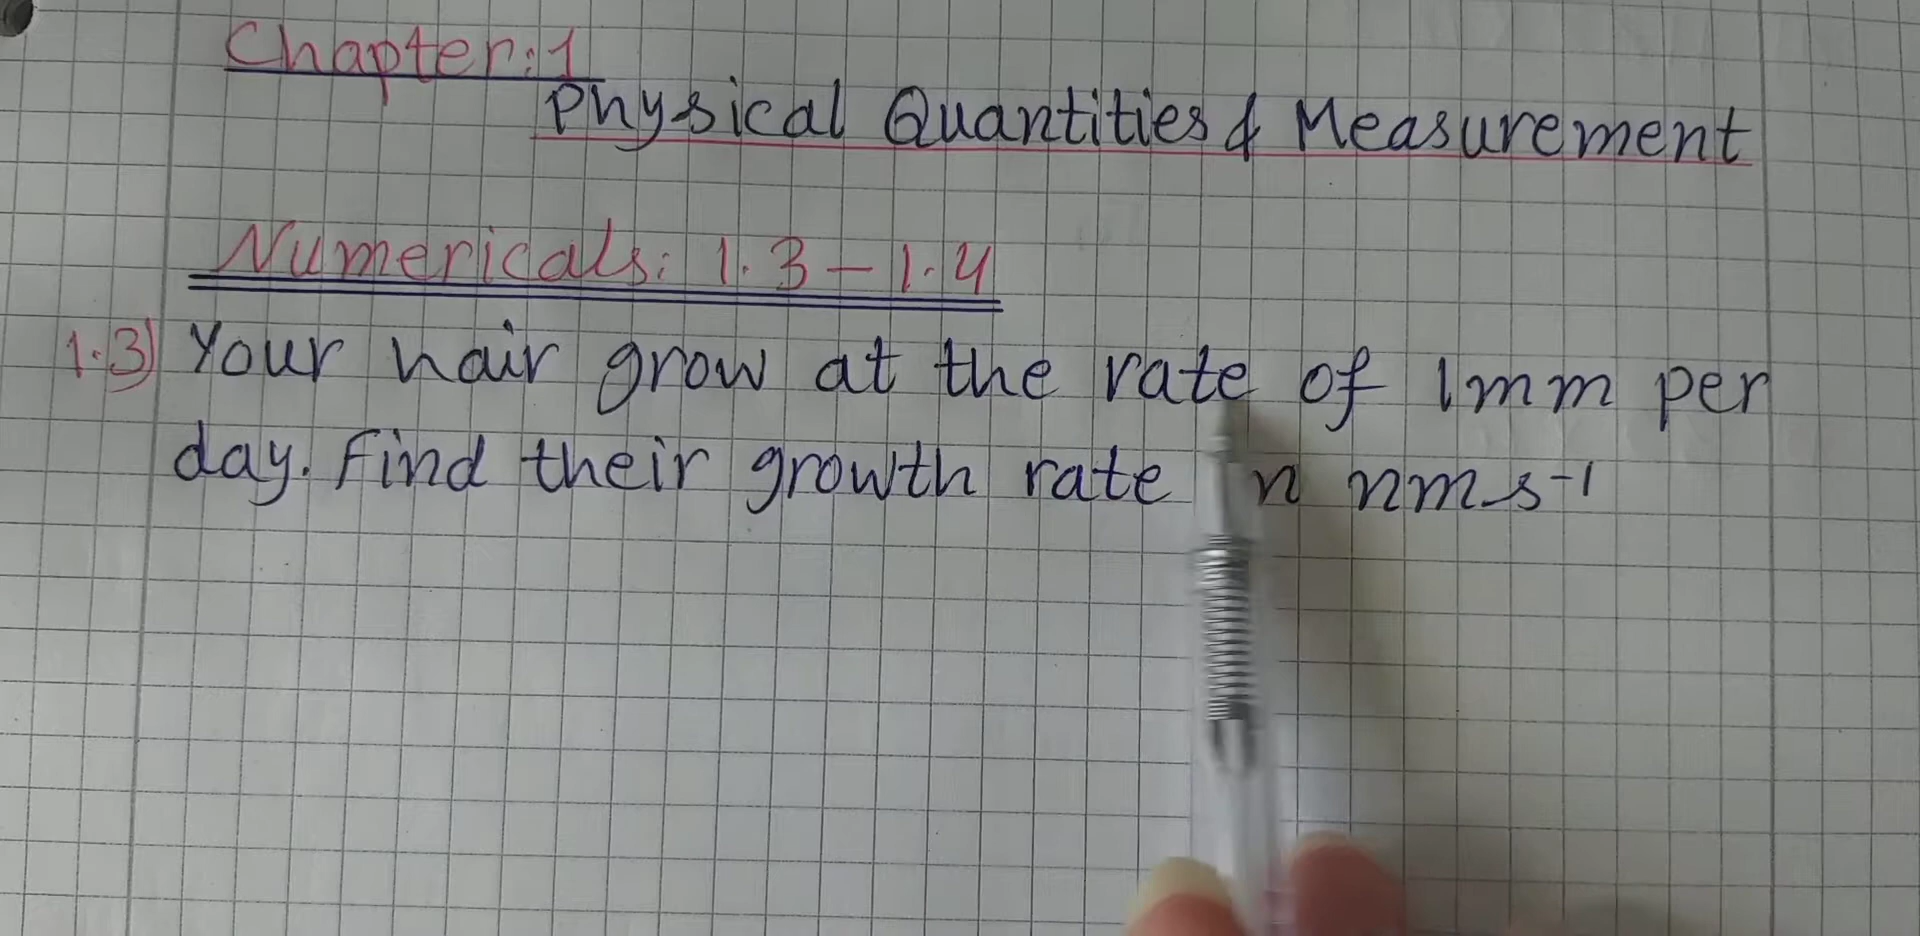 Chapter:1
Physical Quantities & Measurement
Numericals: 1.3-1.4
1.3) Your hair grow at the rate of 1mm per
day. Find their growth rate n nms-1